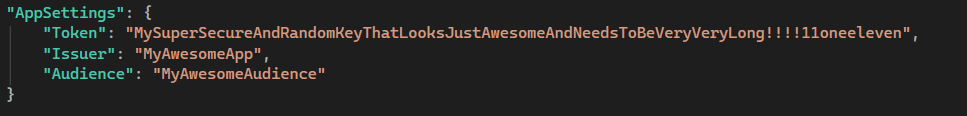 "AppSettings": {
"Token": "MySuperSecureAndRandomKeyThatLooksJustAwesomeAndNeedsToBeVeryVeryLong!!!!11oneeleven",
"Issuer": "MyAwesomeApp",
"Audience": "MyAwesomeAudience"
}